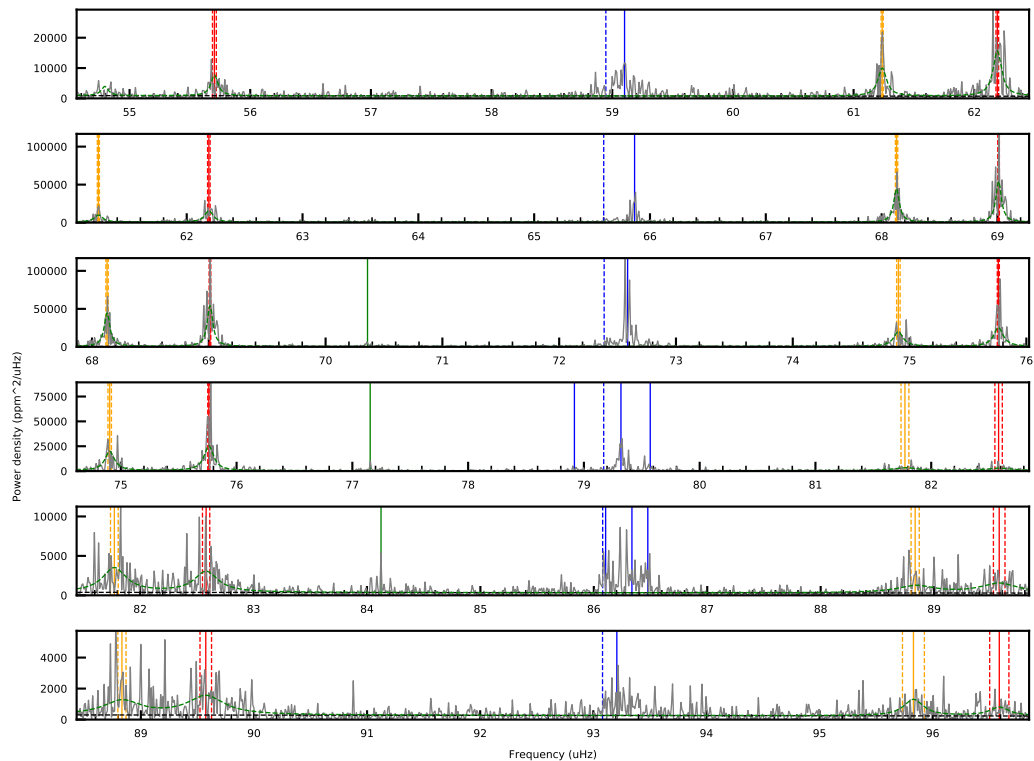 20000
10000
0
55 56 57 58 59 60 61 62
100000
50000
0
62 63 64 65 66 67 68 69
100000
50000
0
68 69 70 71 72 73 74 75 76
Power density (ppm^2/uHz)
75000
50000
25000
0
75 76 77 78 79 80 81 82
10000
5000
0
82 83 84 85 86 87 88 89
4000
2000
0
89 90 91 92 93 94 95 96
Frequency (uHz)